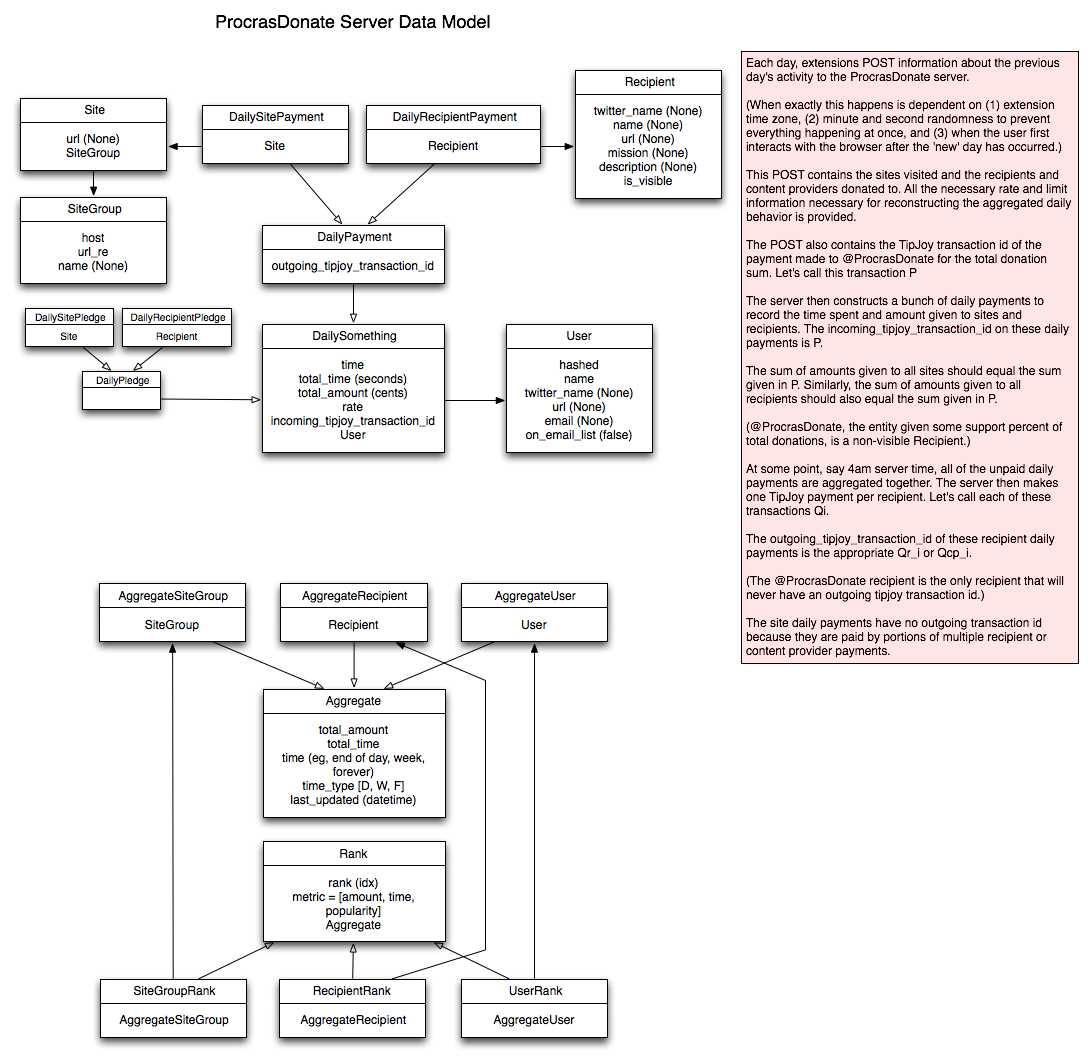 ProcrasDonate Server Data Model
Site
url (None)
SiteGroup
DailySitePayment
Site
DailyRecipientPayment
Recipient
Recipient
twitter_name (None)
name (None)
url (None)
mission (None)
description (None)
is_visible
SiteGroup
host
url_re
name (None)
DailyPayment
outgoing_tipjoy_transaction_id
DailySitePledge
Site
DailyRecipientPledge
Recipient
DailyPledge
DailySomething
time
total_time (seconds)
total_amount (cents)
rate
incoming_tipjoy_transaction_id
User
User
hashed
name
twitter_name (None)
url (None)
email (None)
on_email_list (false)
AggregateSiteGroup
SiteGroup
AggregateRecipient
Recipient
AggregateUser
User
Aggregate
total_amount
total_time
time (eg, end of day, week,
forever)
time_type [D, W, F]
last_updated (datetime)
Rank
rank (idx)
metric = [amount, time,
popularity]
Aggregate
SiteGroupRank
AggregateSiteGroup
RecipientRank
AggregateRecipient
UserRank
AggregateUser
Each day, extensions POST information about the previous
day's activity to the ProcrasDonate server.
(When exactly this happens is dependent on (1) extension
time zone, (2) minute and second randomness to prevent
everything happening at once, and (3) when the user first
interacts with the browser after the 'new' day has occurred.)
This POST contains the sites visited and the recipients and
content providers donated to. All the necessary rate and limit
information necessary for reconstructing the aggregated daily
behavior is provided.
The POST also contains the TipJoy transaction id of the
payment made to @ProcrasDonate for the total donation
sum. Let's call this transaction P
The server then constructs a bunch of daily payments to
record the time spent and amount given to sites and
recipients. The incoming_tipjoy_transaction_id on these daily
payments is P.
The sum of amounts given to all sites should equal the sum
given in P. Similarly, the sum of amounts given to all
recipients should also equal the sum given in P.
(@ProcrasDonate, the entity given some support percent of
total donations, is a non-visible Recipient.)
At some point, say 4am server time, all of the unpaid daily
payments are aggregated together. The server then makes
one TipJoy payment per recipient. Let's call each of these
transactions Qi.
The outgoing_tipjoy_transaction_id of these recipient daily
payments is the appropriate Qr_i or Qcp_i.
(The @ProcrasDonate recipient is the only recipient that will
never have an outgoing tipjoy transaction id.)
The site daily payments have no outgoing transaction id
because they are paid by portions of multiple recipient or
content provider payments.